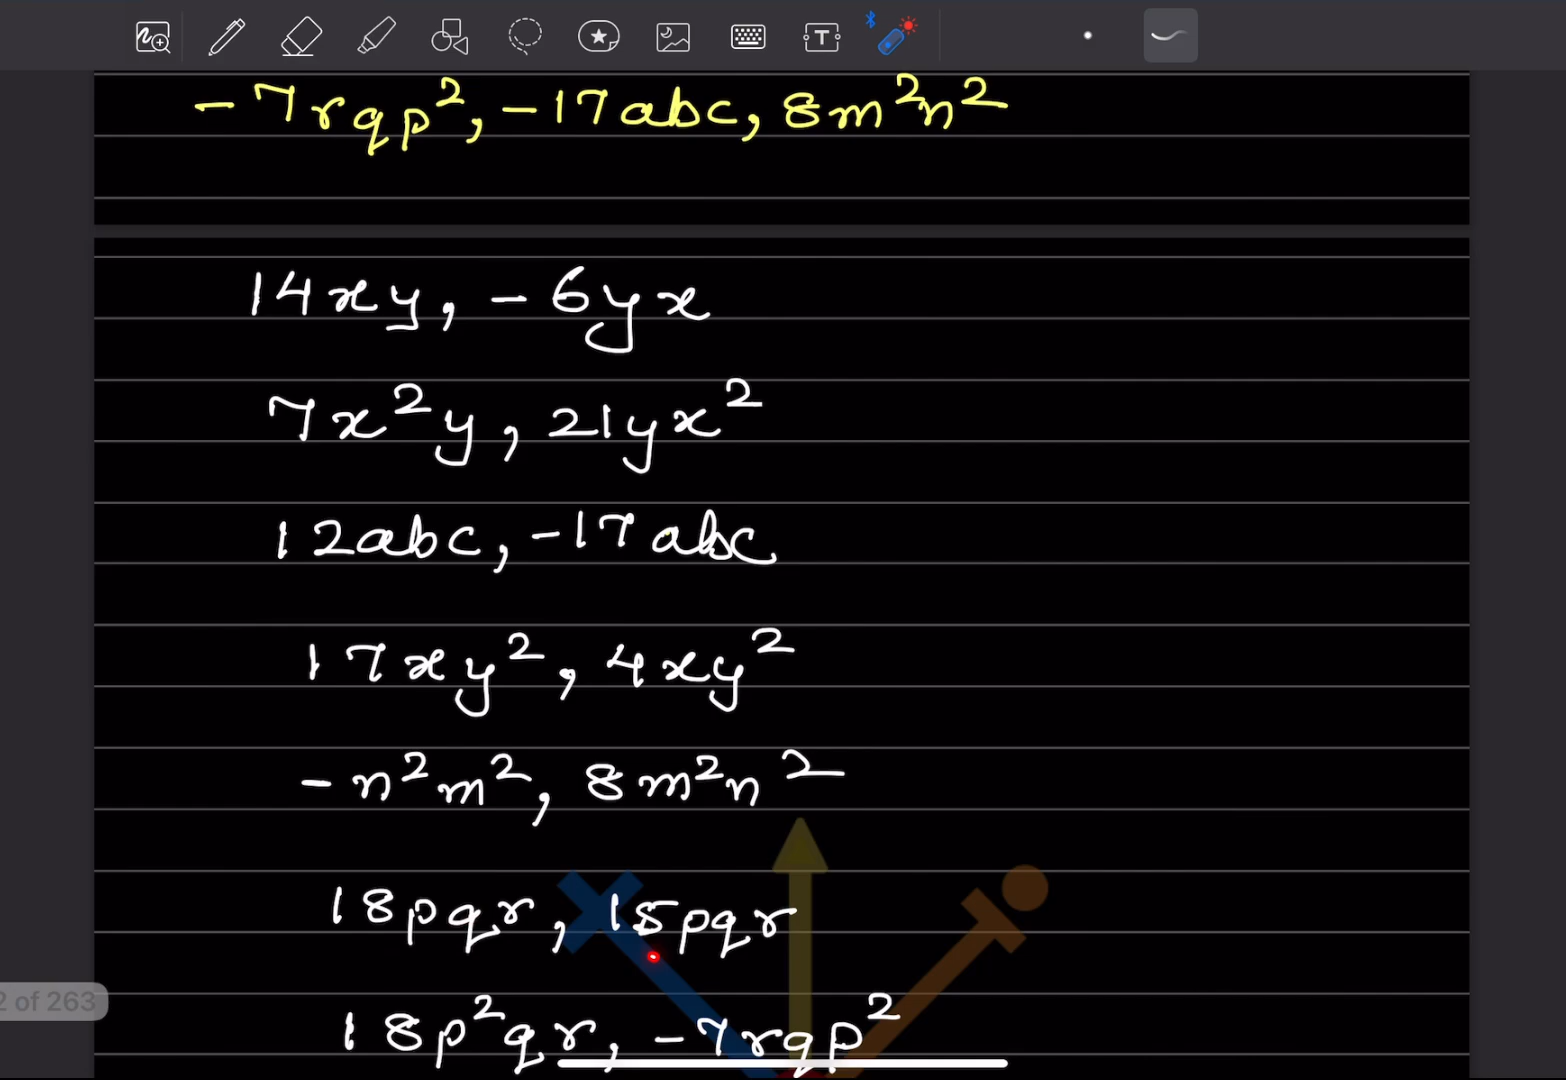 -7rqp², -17abc, 8m²n²
14xy, -6yx
7x²y, 21yx²
12abc, -17abc
17xy², 4xy²
-n²m², 8m²n²
18pqr, 15pqr
2 of 263
18p²qr, -7rqp²